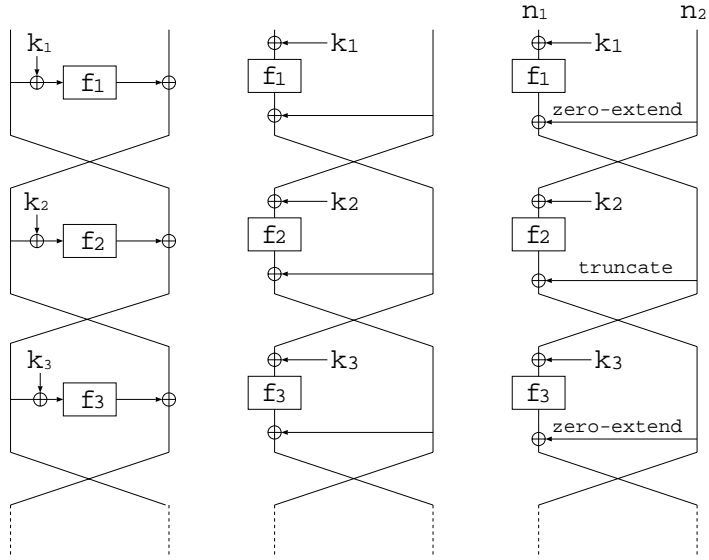 n₁ n₂
k₁ k₁ k₁
f₁ f₁ f₁
zero-extend
k₂ k₂ k₂
f₂ f₂ f₂
truncate
k₃ k₃ k₃
f₃ f₃ f₃
zero-extend